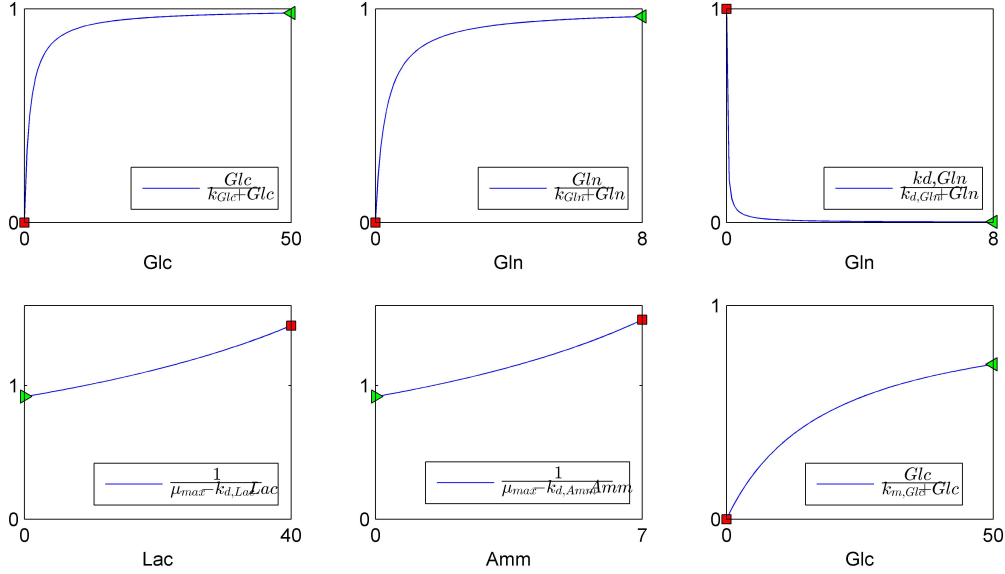 1
0
0
50
Glc
Glc
k_{Glc}+Glc
1
0
0
8
Gln
Gln
k_{Gln}+Gln
1
0
0
8
Gln
kd,Gln
k_{d,Gln}+Gln
1
0
0
40
Lac
1
μ_{max}-k_{d,Lac}Lac
1
0
0
7
Amm
1
μ_{max}-k_{d,Amm}Amm
1
0
0
50
Glc
Glc
k_{m,Glc}+Glc